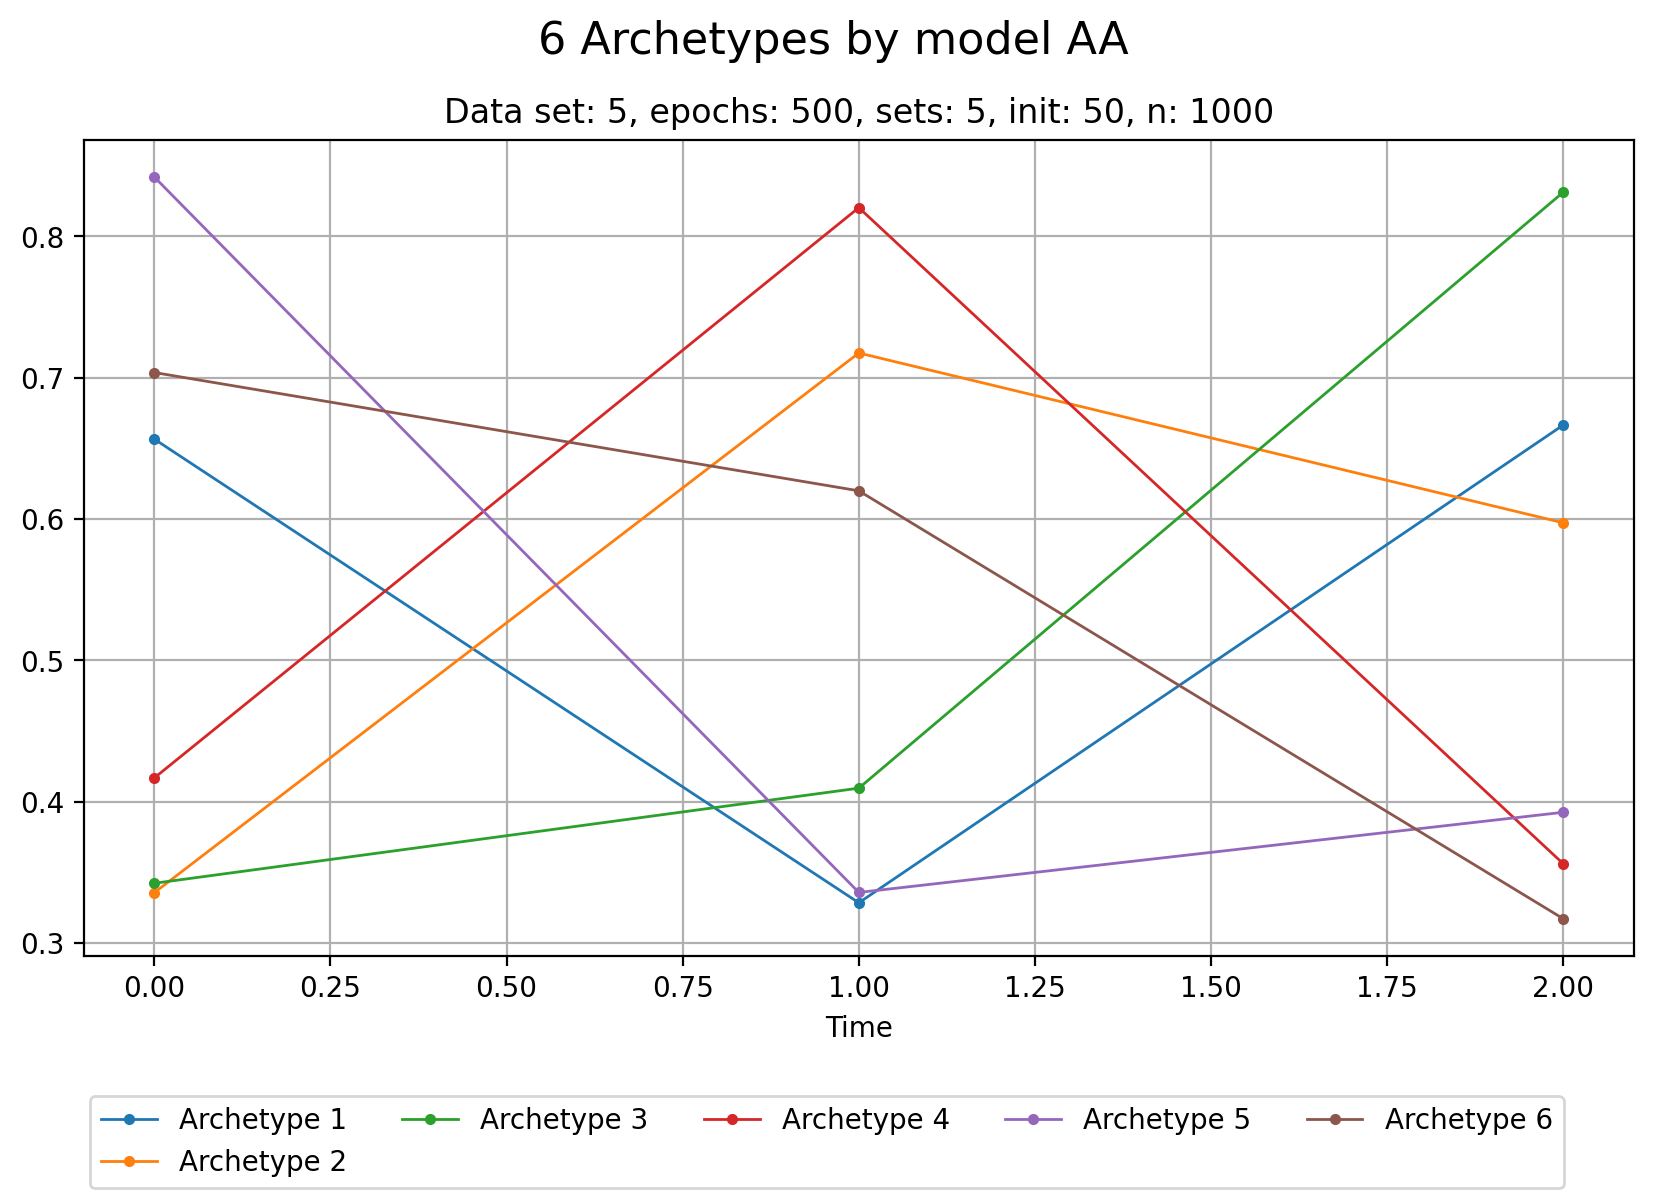 6 Archetypes by model AA
Data set: 5, epochs: 500, sets: 5, init: 50, n: 1000
0.8
0.7
0.6
0.5
0.4
0.3
0.00 0.25 0.50 0.75 1.00 1.25 1.50 1.75 2.00
Time
Archetype 1 Archetype 3 Archetype 4 Archetype 5 Archetype 6
Archetype 2